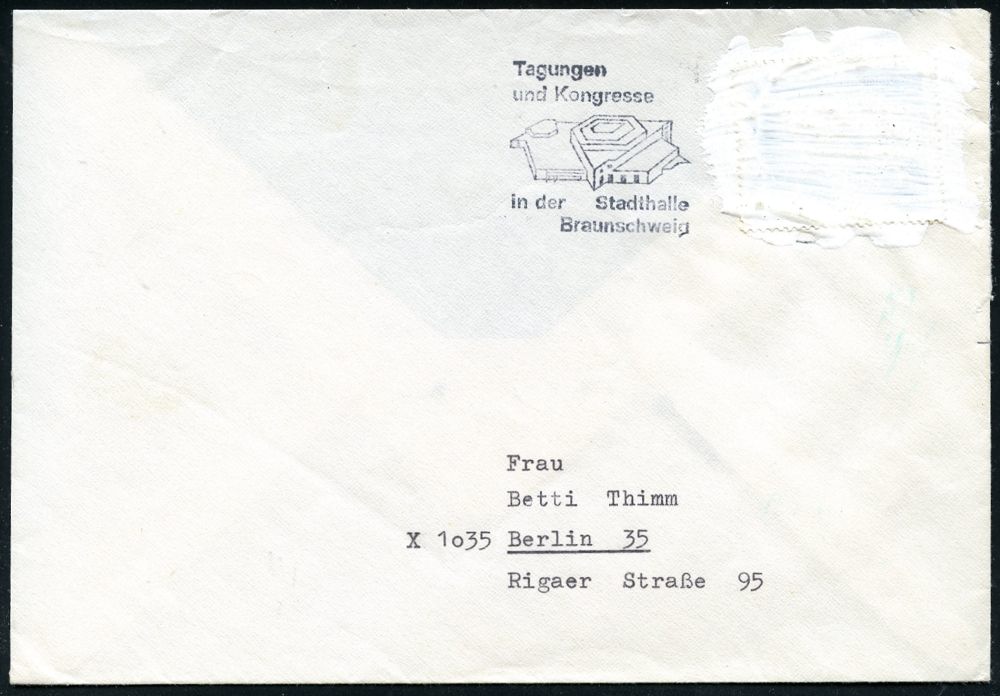 Tagungen
und Kongresse
in der Stadthalle
Braunschweig
Frau
Betti Thimm
X 1o35 Berlin 35
Rigaer Straße 95